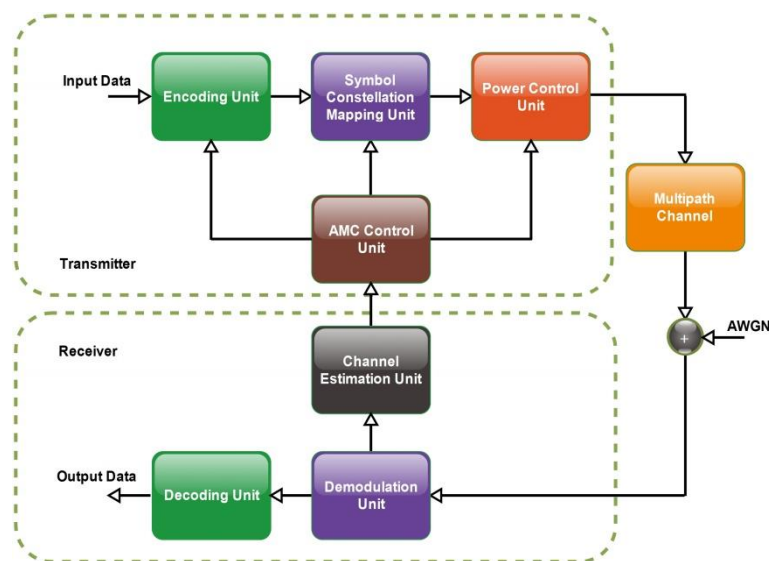 Input Data
Encoding Unit
Symbol
Constellation
Mapping Unit
Power Control
Unit
Multipath
Channel
AMC Control
Unit
Transmitter
AWGN
+
Receiver
Channel
Estimation Unit
Output Data
Decoding Unit
Demodulation
Unit